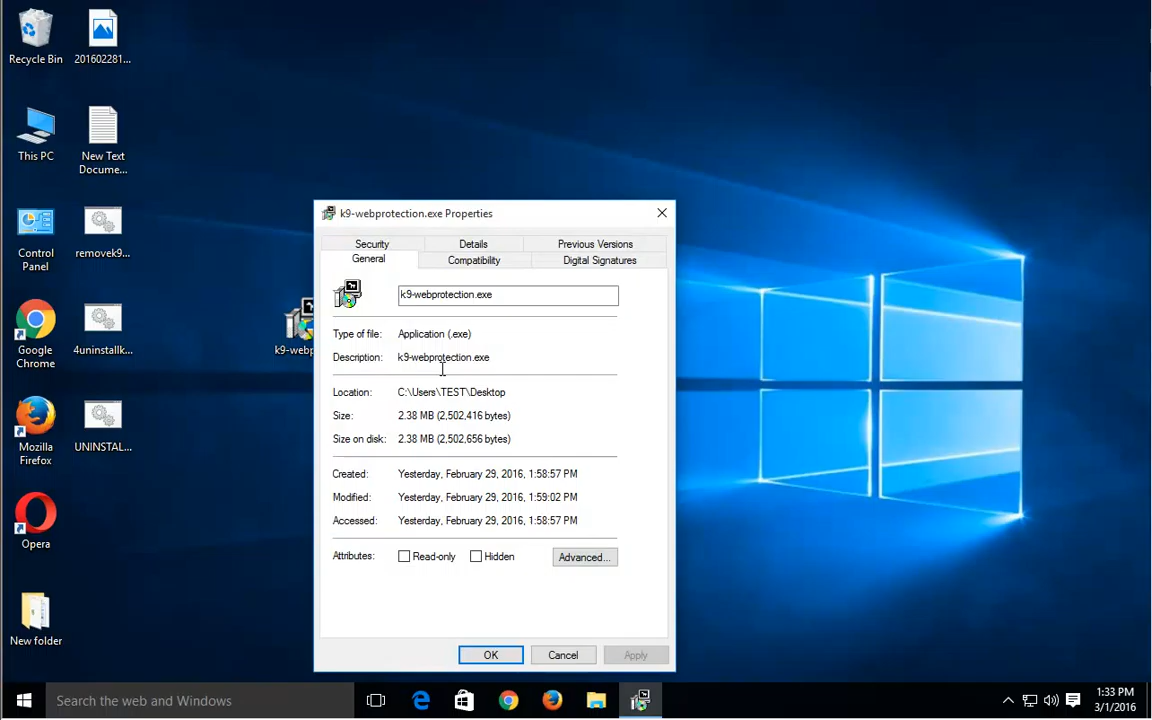 Recycle Bin
201602281...
This PC
New Text
Docume...
Control
Panel
removek9...
Google
Chrome
4uninstallk...
Mozilla
Firefox
UNINSTAL...
Opera
New folder
k9-webp
k9-webprotection.exe Properties
Security
Details
Previous Versions
General
Compatibility
Digital Signatures
k9-webprotection.exe
Type of file: Application (.exe)
Description: k9-webprotection.exe
Location: C:\Users\TEST\Desktop
Size: 2.38 MB (2,502,416 bytes)
Size on disk: 2.38 MB (2,502,656 bytes)
Created: Yesterday, February 29, 2016, 1:58:57 PM
Modified: Yesterday, February 29, 2016, 1:59:02 PM
Accessed: Yesterday, February 29, 2016, 1:58:57 PM
Attributes: Read-only Hidden Advanced...
OK Cancel Apply
Search the web and Windows
1:33 PM
3/1/2016